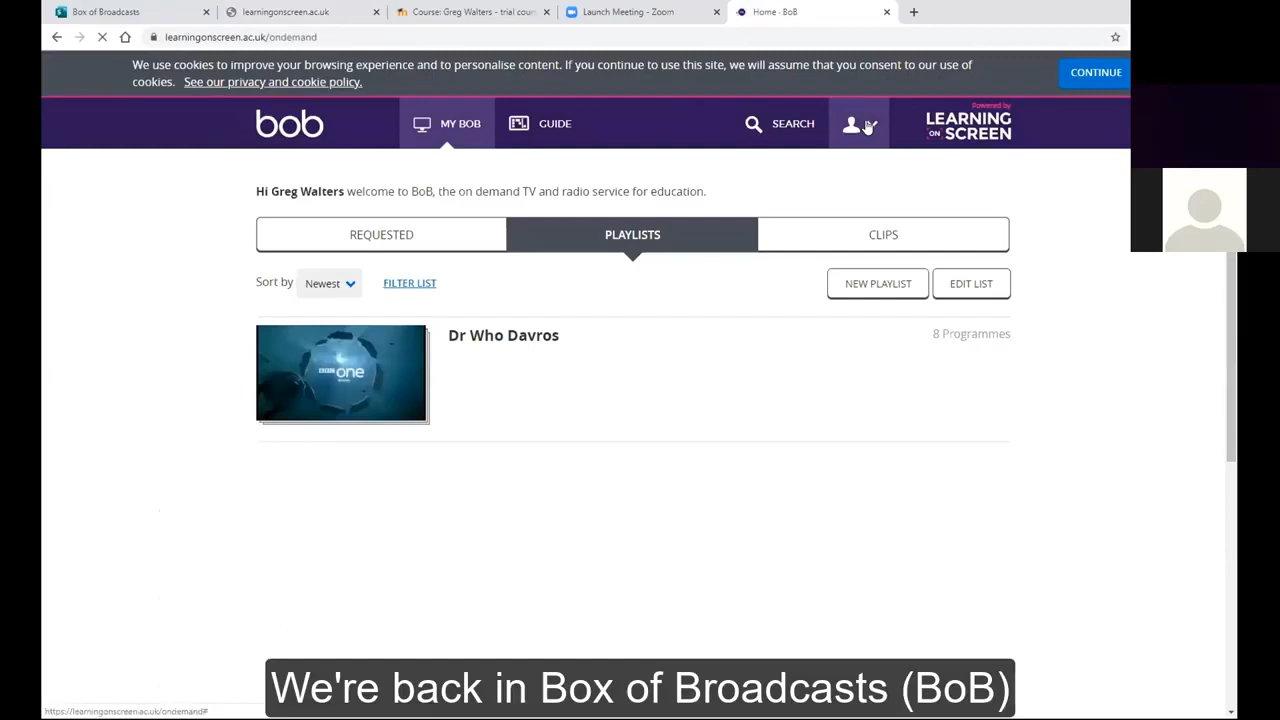 Box of Broadcasts
learningonscreen.ac.uk
Course: Greg Walters - trial cours
Launch Meeting - Zoom
Home - BoB
learningonscreen.ac.uk/ondemand
We use cookies to improve your browsing experience and to personalise content. If you continue to use this site, we will assume that you consent to our use of
cookies. See our privacy and cookie policy.
CONTINUE
bob
MY BOB
GUIDE
SEARCH
Powered by
LEARNING
ON SCREEN
Hi Greg Walters welcome to BoB, the on demand TV and radio service for education.
REQUESTED
PLAYLISTS
CLIPS
Sort by
Newest
FILTER LIST
NEW PLAYLIST
EDIT LIST
BBC one
Dr Who Davros
8 Programmes
We're back in Box of Broadcasts (BoB)
https://learningonscreen.ac.uk/ondemand#